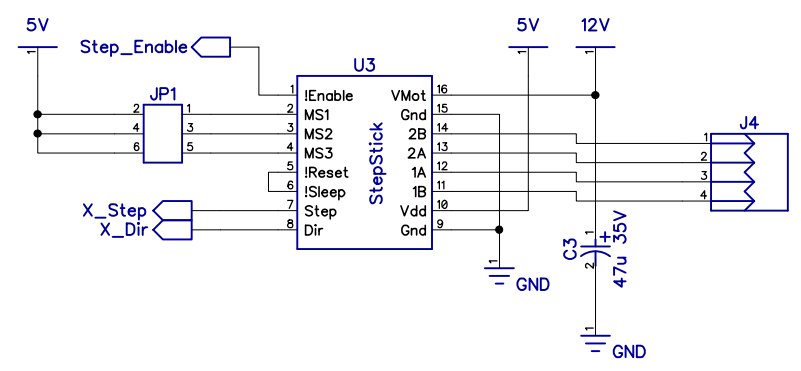 5V
1
Step_Enable
JP1
2 1
4 3
6 5
U3
StepStick
1 !Enable
2 MS1
3 MS2
4 MS3
5 !Reset
6 !Sleep
7 Step
8 Dir
X_Step
X_Dir
VMot 16
Gnd 15
2B 14
2A 13
1A 12
1B 11
Vdd 10
Gnd 9
5V
1
12V
1
J4
1
2
3
4
1
GND
C3
1
+
2
47u 35V
1
GND